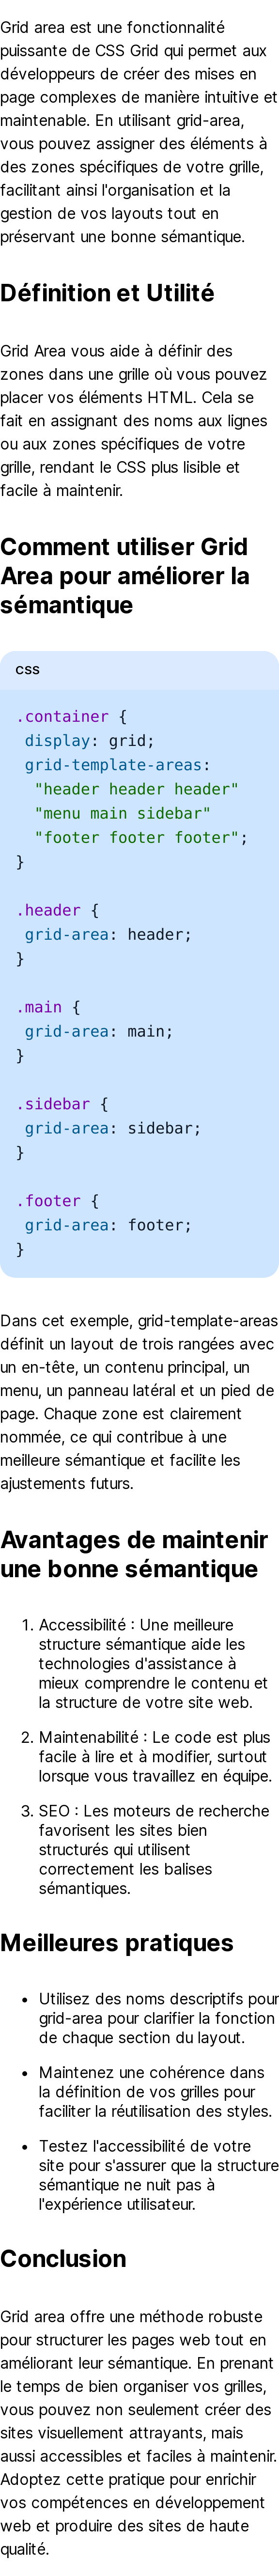 Grid area est une fonctionnalité
puissante de CSS Grid qui permet aux
développeurs de créer des mises en
page complexes de manière intuitive et
maintenable. En utilisant grid-area,
vous pouvez assigner des éléments à
des zones spécifiques de votre grille,
facilitant ainsi l'organisation et la
gestion de vos layouts tout en
préservant une bonne sémantique.
Définition et Utilité
Grid Area vous aide à définir des
zones dans une grille où vous pouvez
placer vos éléments HTML. Cela se
fait en assignant des noms aux lignes
ou aux zones spécifiques de votre
grille, rendant le CSS plus lisible et
facile à maintenir.
Comment utiliser Grid
Area pour améliorer la
sémantique
css
.container {
display: grid;
grid-template-areas:
"header header header"
"menu main sidebar"
"footer footer footer";
}
.header {
grid-area: header;
}
.main {
grid-area: main;
}
.sidebar {
grid-area: sidebar;
}
.footer {
grid-area: footer;
}
Dans cet exemple, grid-template-areas
définit un layout de trois rangées avec
un en-tête, un contenu principal, un
menu, un panneau latéral et un pied de
page. Chaque zone est clairement
nommée, ce qui contribue à une
meilleure sémantique et facilite les
ajustements futurs.
Avantages de maintenir
une bonne sémantique
1. Accessibilité : Une meilleure
structure sémantique aide les
technologies d'assistance à
mieux comprendre le contenu et
la structure de votre site web.
2. Maintenabilité : Le code est plus
facile à lire et à modifier, surtout
lorsque vous travaillez en équipe.
3. SEO : Les moteurs de recherche
favorisent les sites bien
structurés qui utilisent
correctement les balises
sémantiques.
Meilleures pratiques
• Utilisez des noms descriptifs pour
grid-area pour clarifier la fonction
de chaque section du layout.
• Maintenez une cohérence dans
la définition de vos grilles pour
faciliter la réutilisation des styles.
• Testez l'accessibilité de votre
site pour s'assurer que la structure
sémantique ne nuit pas à
l'expérience utilisateur.
Conclusion
Grid area offre une méthode robuste
pour structurer les pages web tout en
améliorant leur sémantique. En prenant
le temps de bien organiser vos grilles,
vous pouvez non seulement créer des
sites visuellement attrayants, mais
aussi accessibles et faciles à maintenir.
Adoptez cette pratique pour enrichir
vos compétences en développement
web et produire des sites de haute
qualité.